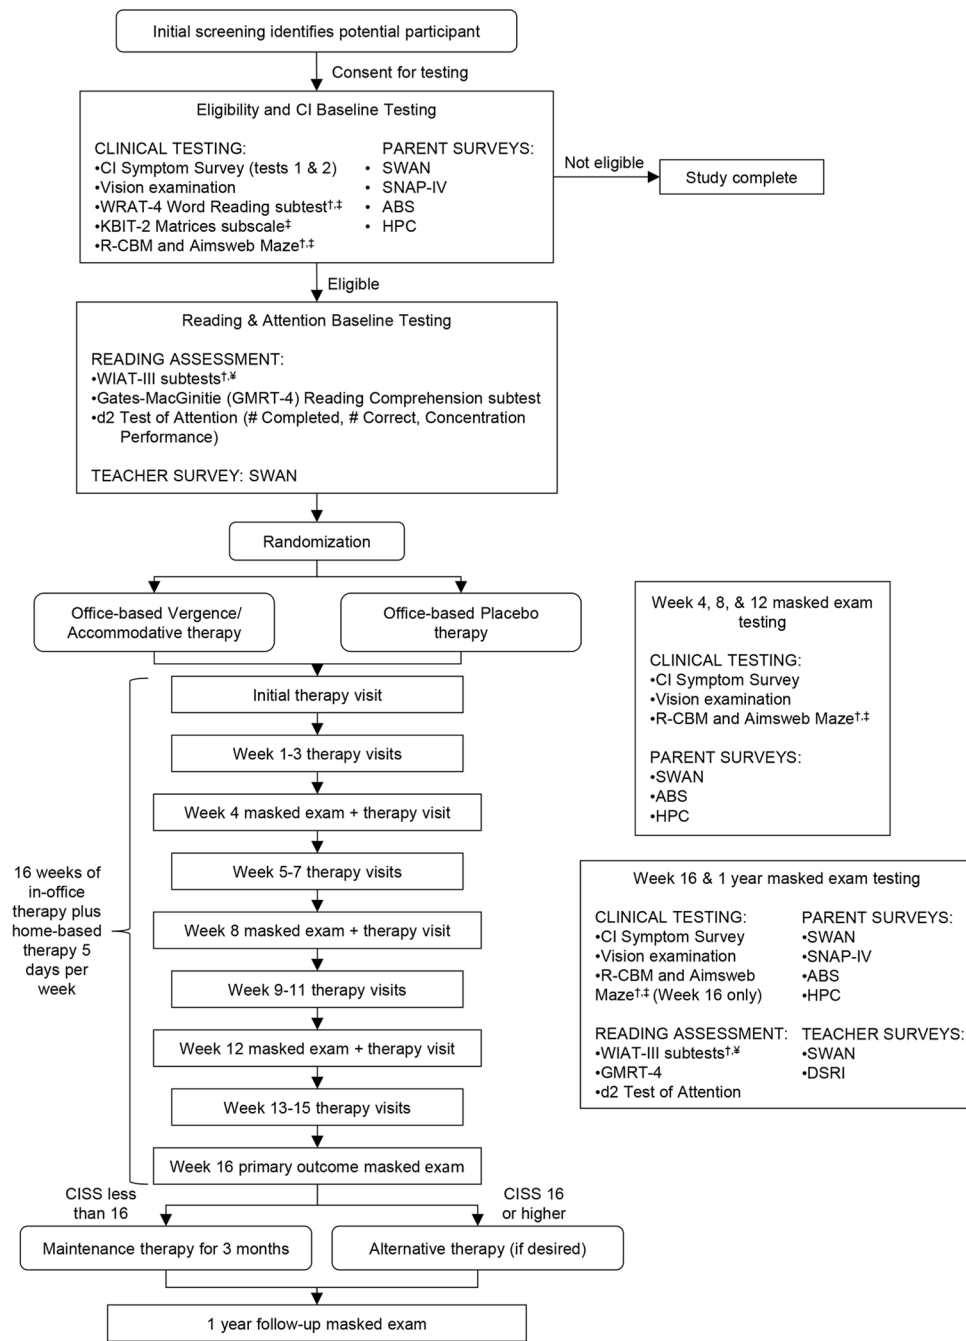 Initial screening identifies potential participant
Consent for testing
Eligibility and CI Baseline Testing
CLINICAL TESTING:
•CI Symptom Survey (tests 1 & 2)
•Vision examination
•WRAT-4 Word Reading subtest†,‡
•KBIT-2 Matrices subscale‡
•R-CBM and Aimsweb Maze†,‡
PARENT SURVEYS:
• SWAN
• SNAP-IV
• ABS
• HPC
Not eligible
Study complete
Eligible
Reading & Attention Baseline Testing
READING ASSESSMENT:
•WIAT-III subtests†,¥
•Gates-MacGinitie (GMRT-4) Reading Comprehension subtest
•d2 Test of Attention (# Completed, # Correct, Concentration
Performance)
TEACHER SURVEY: SWAN
Randomization
Office-based Vergence/
Accommodative therapy
Office-based Placebo
therapy
16 weeks of
in-office
therapy plus
home-based
therapy 5
days per
week
Initial therapy visit
Week 1-3 therapy visits
Week 4 masked exam + therapy visit
Week 5-7 therapy visits
Week 8 masked exam + therapy visit
Week 9-11 therapy visits
Week 12 masked exam + therapy visit
Week 13-15 therapy visits
Week 16 primary outcome masked exam
CISS less
than 16
CISS 16
or higher
Maintenance therapy for 3 months
Alternative therapy (if desired)
1 year follow-up masked exam
Week 4, 8, & 12 masked exam
testing
CLINICAL TESTING:
•CI Symptom Survey
•Vision examination
•R-CBM and Aimsweb Maze†,‡
PARENT SURVEYS:
•SWAN
•ABS
•HPC
Week 16 & 1 year masked exam testing
CLINICAL TESTING:
•CI Symptom Survey
•Vision examination
•R-CBM and Aimsweb
Maze†,‡ (Week 16 only)
PARENT SURVEYS:
•SWAN
•SNAP-IV
•ABS
•HPC
READING ASSESSMENT:
•WIAT-III subtests†,¥
•GMRT-4
•d2 Test of Attention
TEACHER SURVEYS:
•SWAN
•DSRI